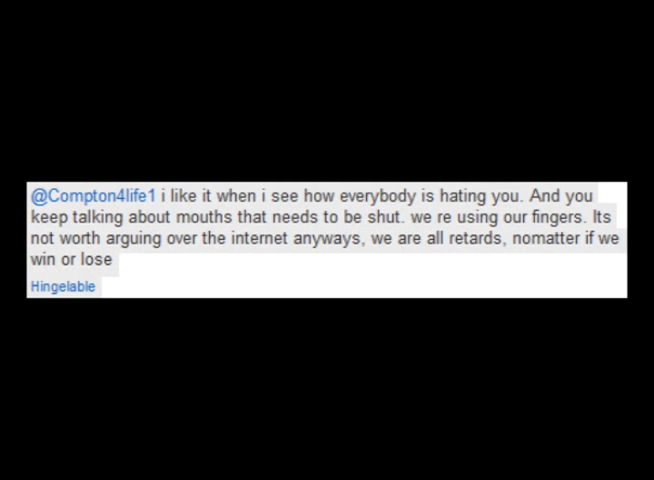 @Compton4life1 i like it when i see how everybody is hating you. And you
keep talking about mouths that needs to be shut. we re using our fingers. Its
not worth arguing over the internet anyways, we are all retards, nomatter if we
win or lose
Hingelable